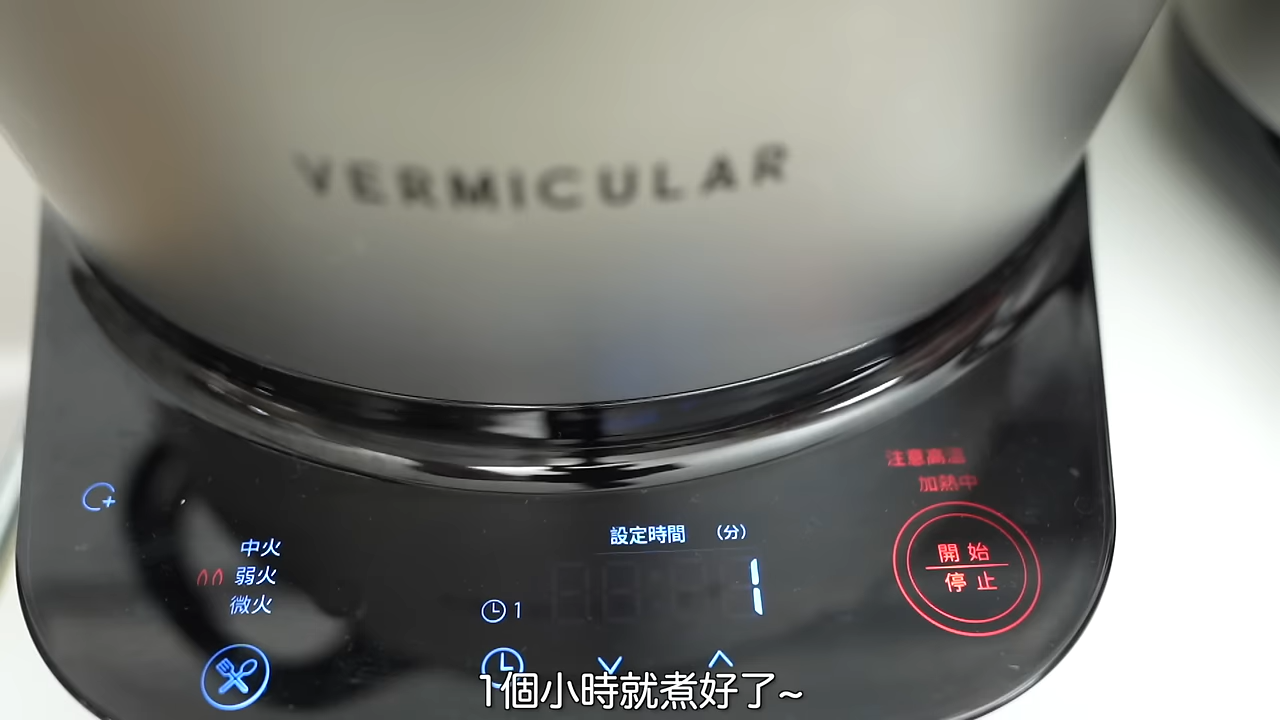 VERMICULAR
注意高溫
加熱中
設定時間 (分)
中火
弱火
微火
開始
停止
1
1
1個小時就煮好了~